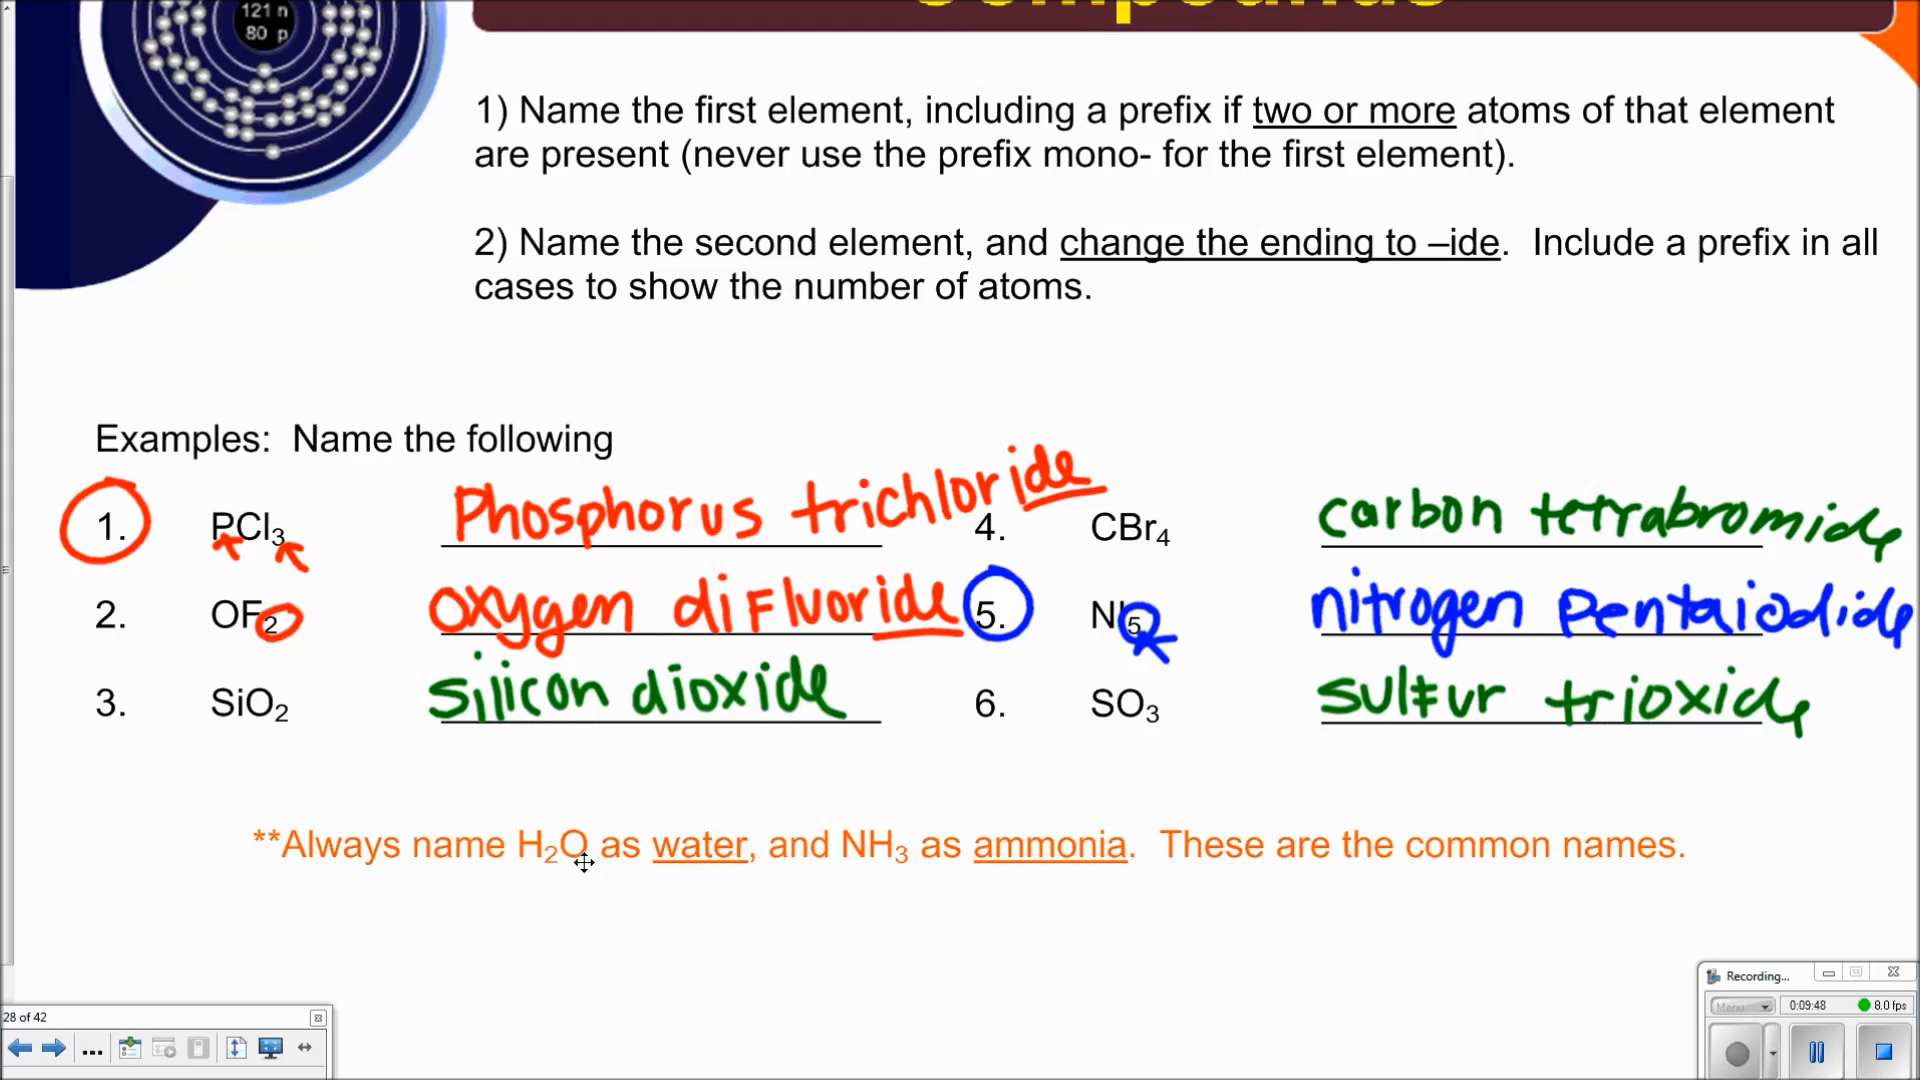 121 n
80 p
Compounds
1) Name the first element, including a prefix if two or more atoms of that element
are present (never use the prefix mono- for the first element).
2) Name the second element, and change the ending to –ide. Include a prefix in all
cases to show the number of atoms.
Examples: Name the following
1. PCl3 Phosphorus trichloride
4. CBr4 carbon tetrabromide
2. OF2 oxygen difluoride
5. NI5 nitrogen pentaiodide
3. SiO2 silicon dioxide
6. SO3 sulfur trioxide
**Always name H2O as water, and NH3 as ammonia. These are the common names.
Recording...
Menu 0:09:48 8.0 fps
28 of 42